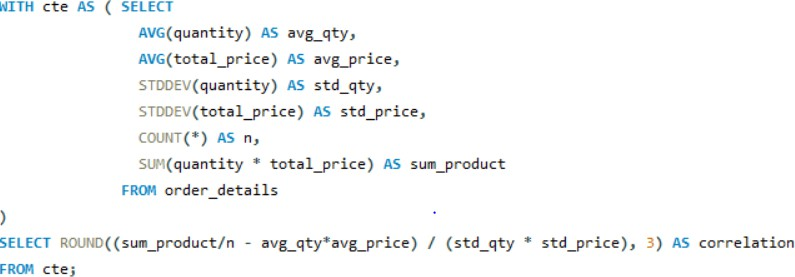 WITH cte AS ( SELECT
AVG(quantity) AS avg_qty,
AVG(total_price) AS avg_price,
STDDEV(quantity) AS std_qty,
STDDEV(total_price) AS std_price,
COUNT(*) AS n,
SUM(quantity * total_price) AS sum_product
FROM order_details
)
SELECT ROUND((sum_product/n - avg_qty*avg_price) / (std_qty * std_price), 3) AS correlation
FROM cte;